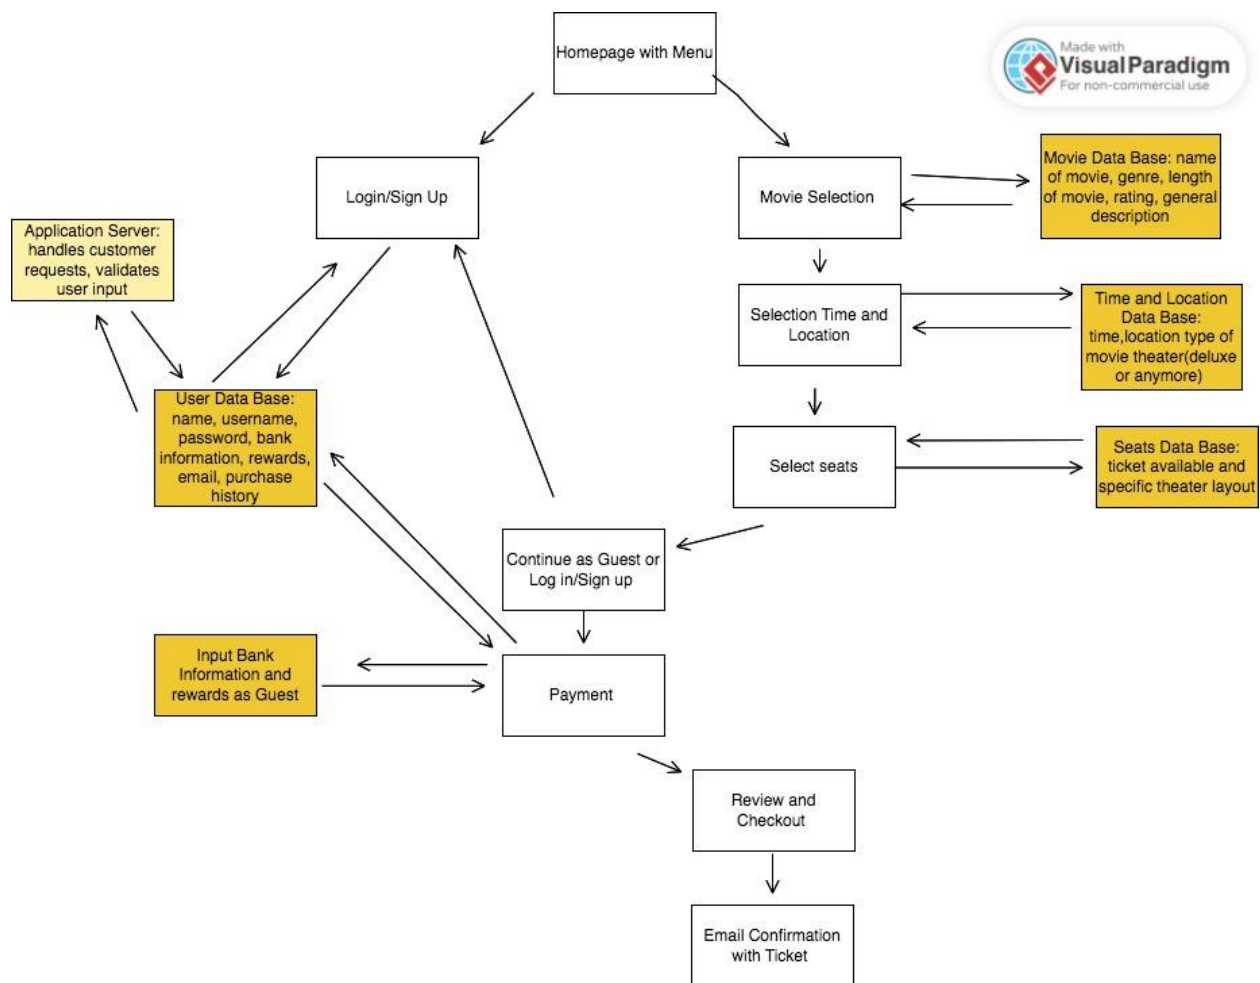 Homepage with Menu
Made with
Visual Paradigm
For non-commercial use
Login/Sign Up
Movie Selection
Movie Data Base: name
of movie, genre, length
of movie, rating, general
description
Application Server:
handles customer
requests, validates
user input
Selection Time and
Location
Time and Location
Data Base:
time,location type of
movie theater(deluxe
or anymore)
User Data Base:
name, username,
password, bank
information, rewards,
email, purchase
history
Select seats
Seats Data Base:
ticket available and
specific theater layout
Continue as Guest or
Log in/Sign up
Input Bank
Information and
rewards as Guest
Payment
Review and
Checkout
Email Confirmation
with Ticket